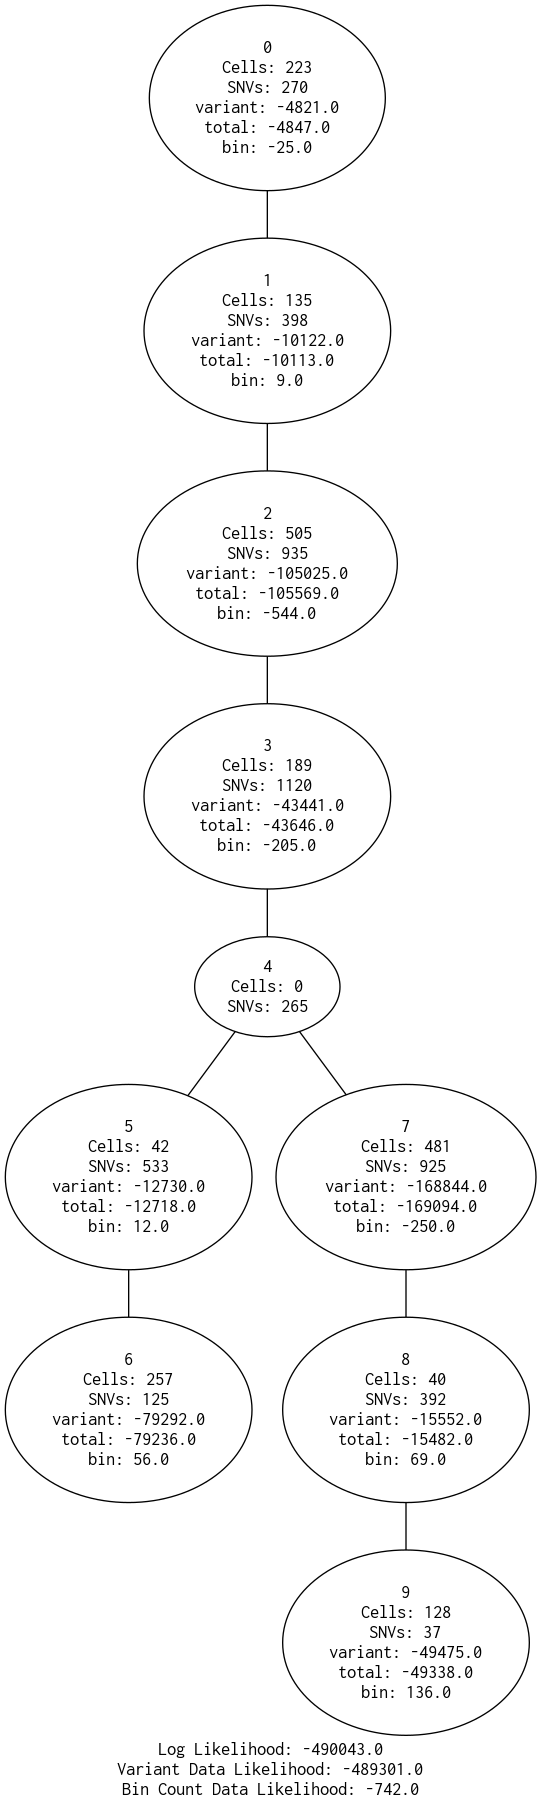 0
Cells: 223
SNVs: 270
variant: -4821.0
total: -4847.0
bin: -25.0
1
Cells: 135
SNVs: 398
variant: -10122.0
total: -10113.0
bin: 9.0
2
Cells: 505
SNVs: 935
variant: -105025.0
total: -105569.0
bin: -544.0
3
Cells: 189
SNVs: 1120
variant: -43441.0
total: -43646.0
bin: -205.0
4
Cells: 0
SNVs: 265
5
Cells: 42
SNVs: 533
variant: -12730.0
total: -12718.0
bin: 12.0
7
Cells: 481
SNVs: 925
variant: -168844.0
total: -169094.0
bin: -250.0
6
Cells: 257
SNVs: 125
variant: -79292.0
total: -79236.0
bin: 56.0
8
Cells: 40
SNVs: 392
variant: -15552.0
total: -15482.0
bin: 69.0
9
Cells: 128
SNVs: 37
variant: -49475.0
total: -49338.0
bin: 136.0
Log Likelihood: -490043.0
Variant Data Likelihood: -489301.0
Bin Count Data Likelihood: -742.0